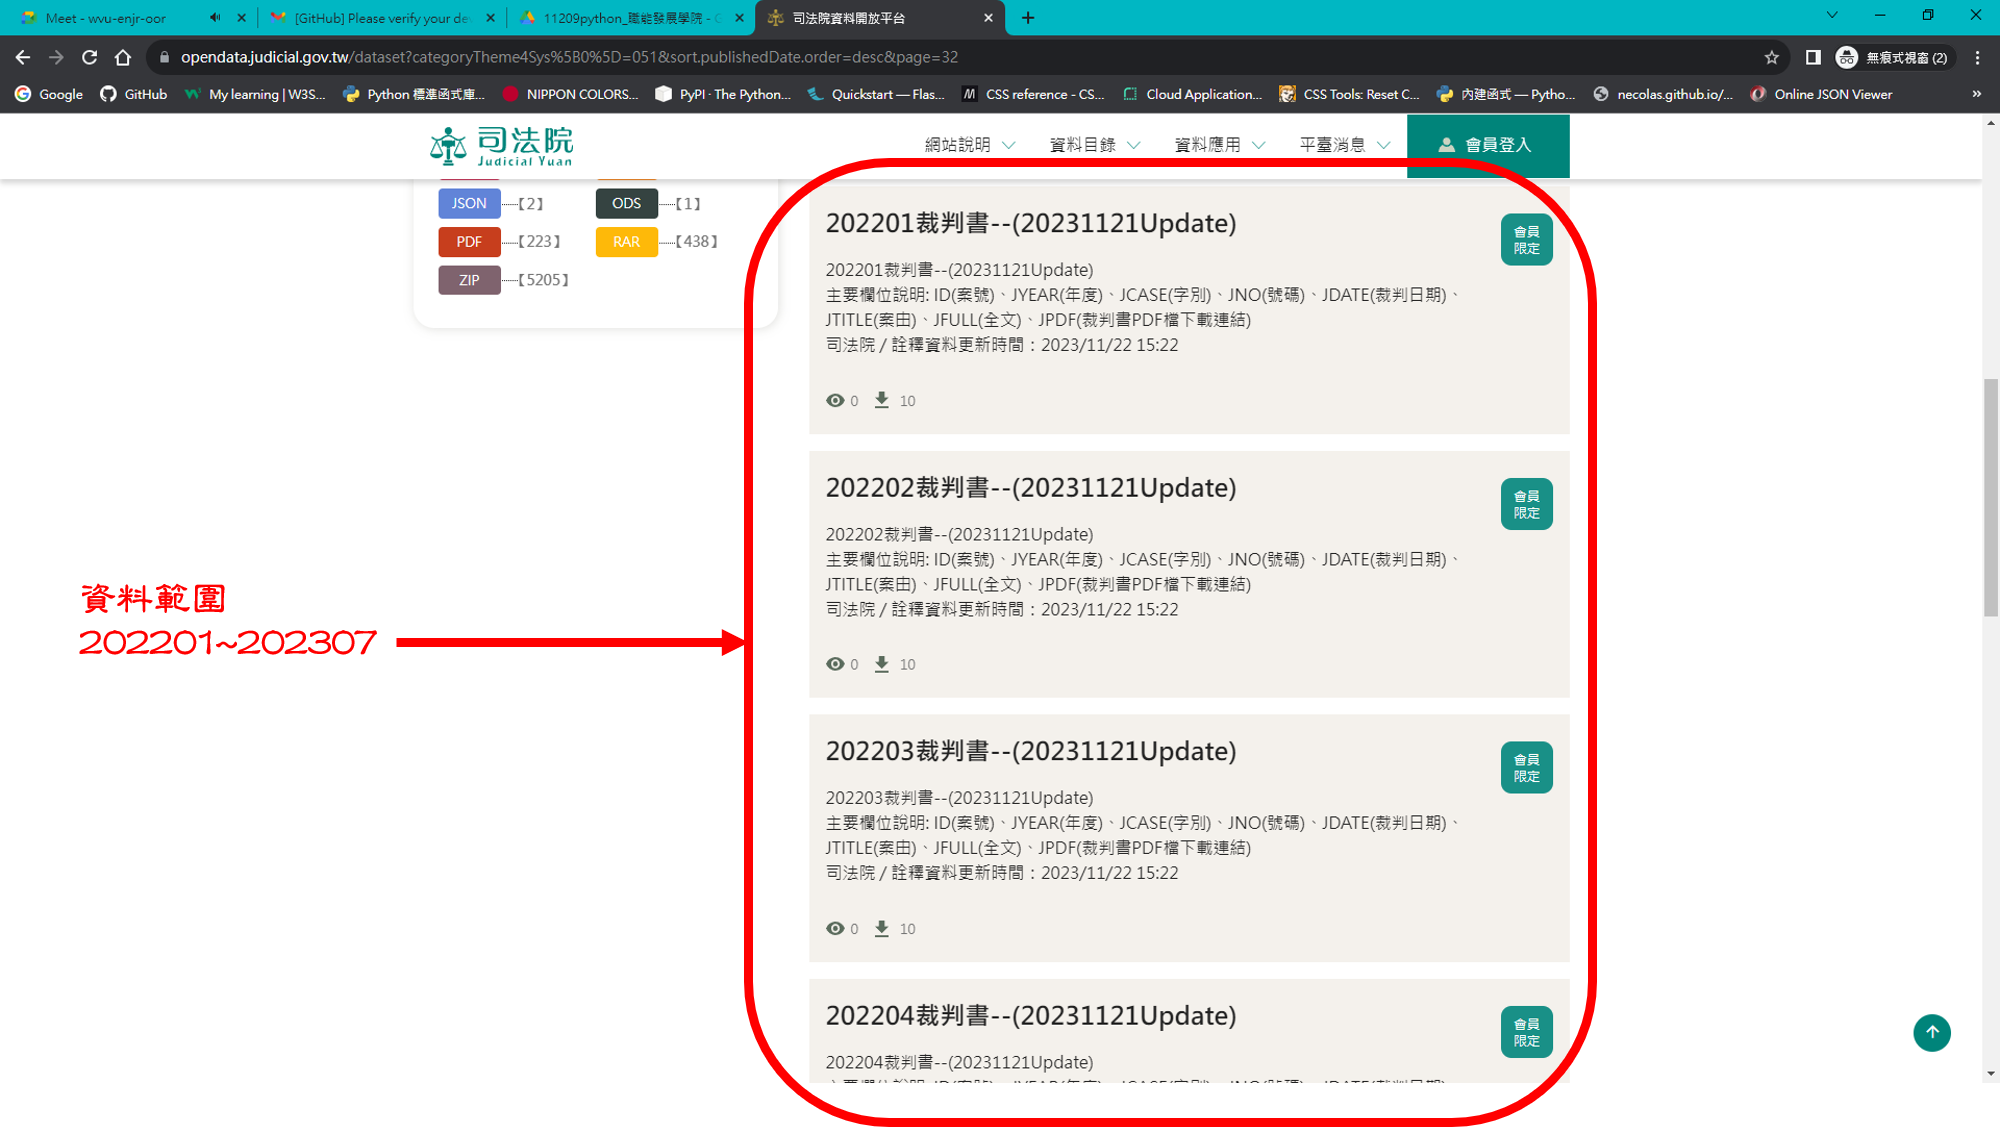 Meet - wvu-enjr-oor
[GitHub] Please verify your de
11209python_職能發展學院 - G
司法院資料開放平台
opendata.judicial.gov.tw/dataset?categoryTheme4Sys%5B0%5D=051&sort.publishedDate.order=desc&page=32
無痕式視窗 (2)
Google
GitHub
My learning | W3S...
Python 標準函式庫...
NIPPON COLORS...
PyPI · The Python...
Quickstart — Flas...
CSS reference - CS...
Cloud Application...
CSS Tools: Reset C...
內建函式 — Pytho...
necolas.github.io/...
Online JSON Viewer
»
司法院
Judicial Yuan
網站說明
資料目錄
資料應用
平臺消息
會員登入
JSON 【2】
ODS 【1】
PDF 【223】
RAR 【438】
ZIP 【5205】
202201裁判書--(20231121Update)
會員
限定
202201裁判書--(20231121Update)
主要欄位說明: ID(案號)、JYEAR(年度)、JCASE(字別)、JNO(號碼)、JDATE(裁判日期)、
JTITLE(案由)、JFULL(全文)、JPDF(裁判書PDF檔下載連結)
司法院 / 詮釋資料更新時間：2023/11/22 15:22
0 10
202202裁判書--(20231121Update)
會員
限定
202202裁判書--(20231121Update)
主要欄位說明: ID(案號)、JYEAR(年度)、JCASE(字別)、JNO(號碼)、JDATE(裁判日期)、
JTITLE(案由)、JFULL(全文)、JPDF(裁判書PDF檔下載連結)
司法院 / 詮釋資料更新時間：2023/11/22 15:22
0 10
資料範圍
202201~202307
202203裁判書--(20231121Update)
會員
限定
202203裁判書--(20231121Update)
主要欄位說明: ID(案號)、JYEAR(年度)、JCASE(字別)、JNO(號碼)、JDATE(裁判日期)、
JTITLE(案由)、JFULL(全文)、JPDF(裁判書PDF檔下載連結)
司法院 / 詮釋資料更新時間：2023/11/22 15:22
0 10
202204裁判書--(20231121Update)
會員
限定
202204裁判書--(20231121Update)